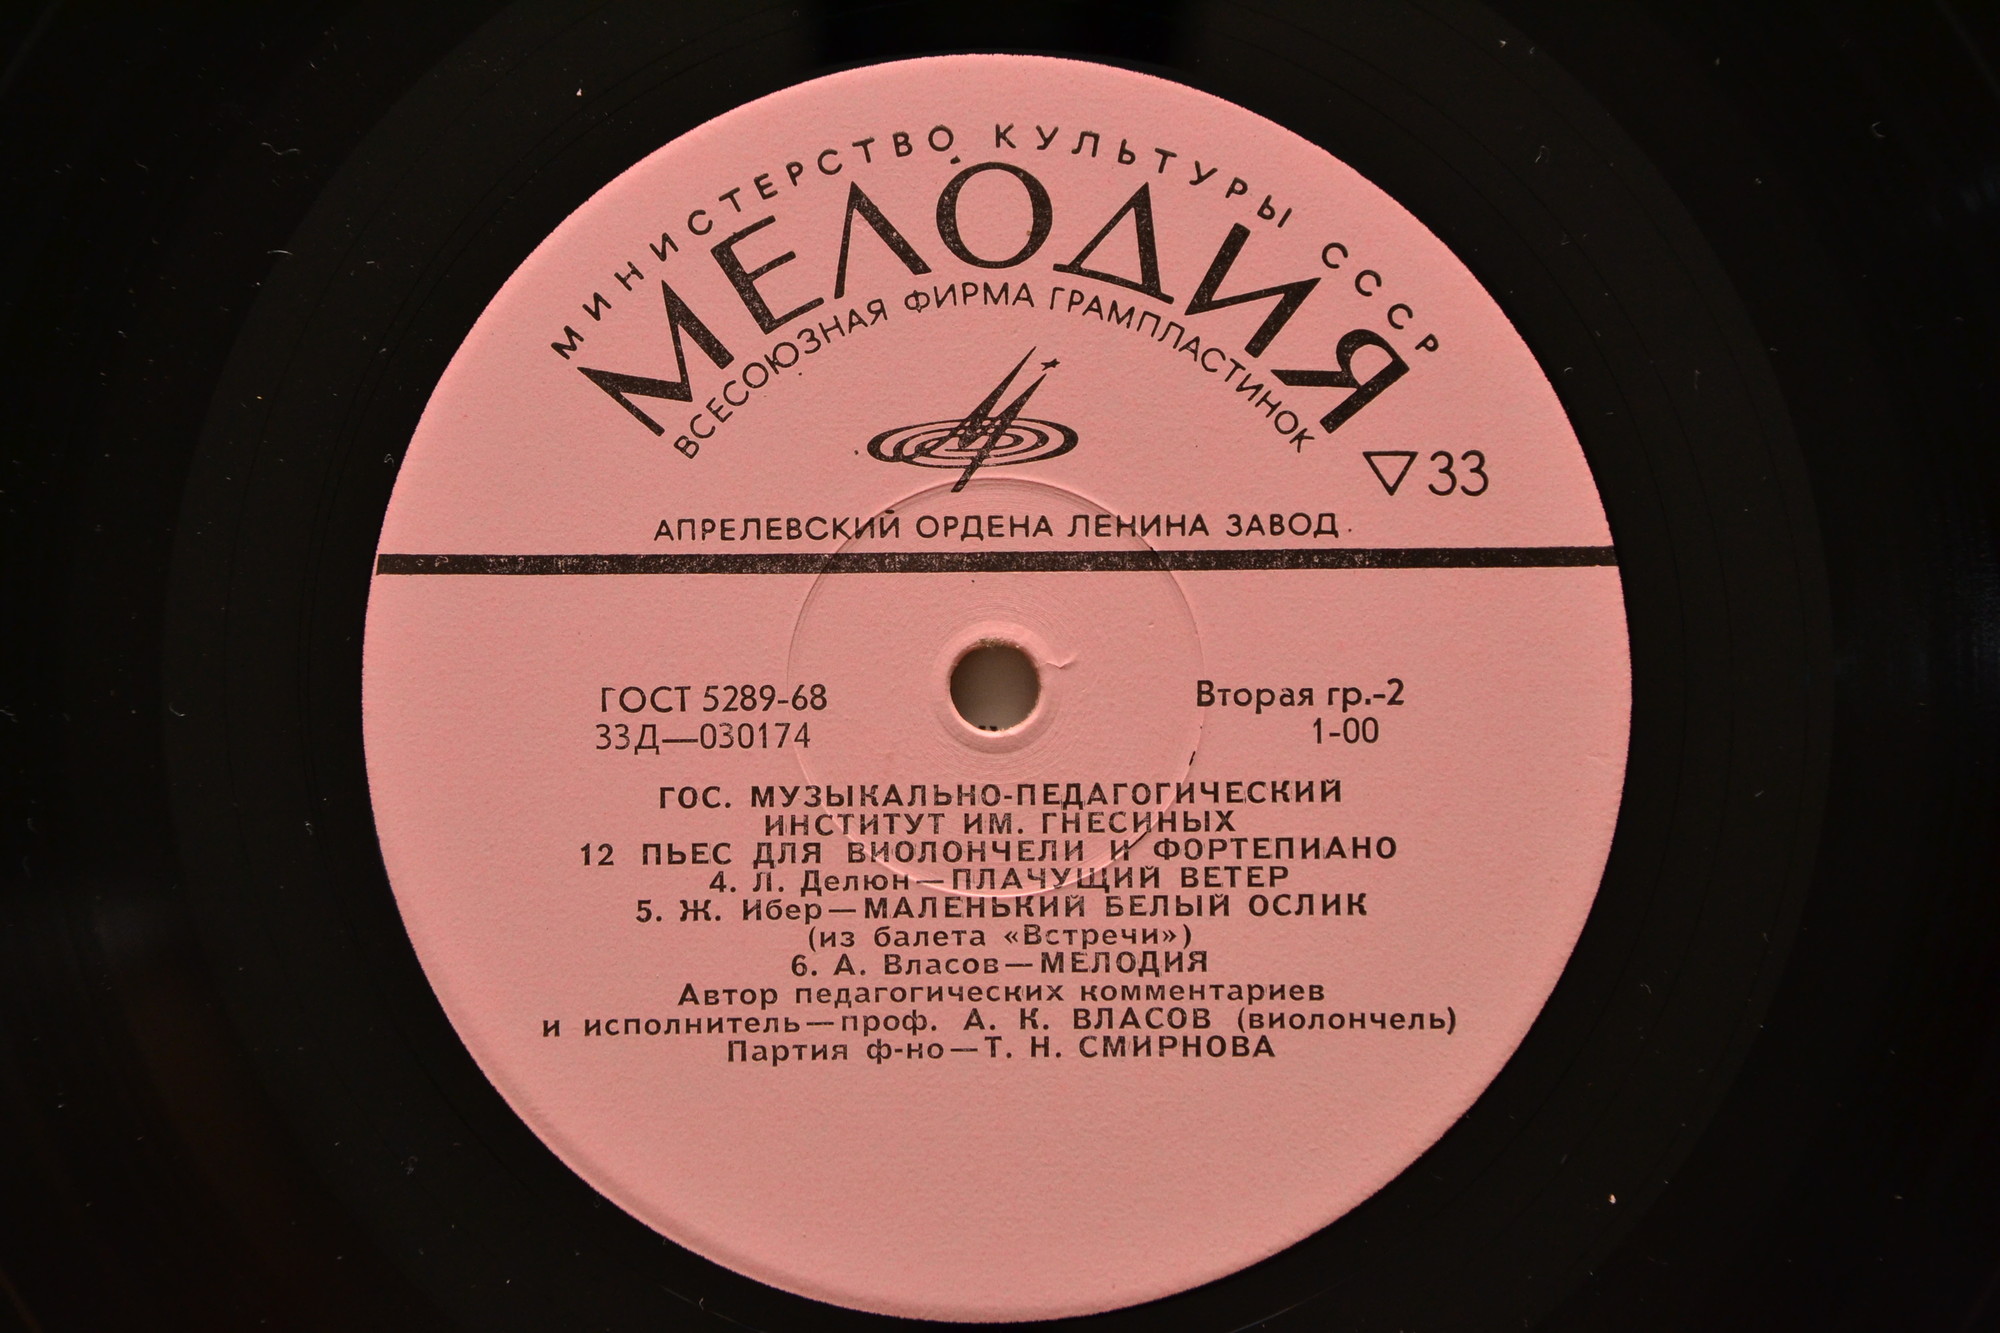 МИНИСТЕРСТВО КУЛЬТУРЫ СССР
МЕЛОДИЯ
ВСЕСОЮЗНАЯ ФИРМА ГРАМПЛАСТИНОК
▽33
АПРЕЛЕВСКИЙ ОРДЕНА ЛЕНИНА ЗАВОД
ГОСТ 5289-68
Вторая гр.-2
33Д—030174
1-00
ГОС. МУЗЫКАЛЬНО-ПЕДАГОГИЧЕСКИЙ
ИНСТИТУТ ИМ. ГНЕСИНЫХ
12 ПЬЕС ДЛЯ ВИОЛОНЧЕЛИ И ФОРТЕПИАНО
4. Л. Делюн—ПЛАЧУЩИЙ ВЕТЕР
5. Ж. Ибер—МАЛЕНЬКИЙ БЕЛЫЙ ОСЛИК
(из балета «Встречи»)
6. А. Власов—МЕЛОДИЯ
Автор педагогических комментариев
и исполнитель—проф. А. К. ВЛАСОВ (виолончель)
Партия ф-но—Т. Н. СМИРНОВА